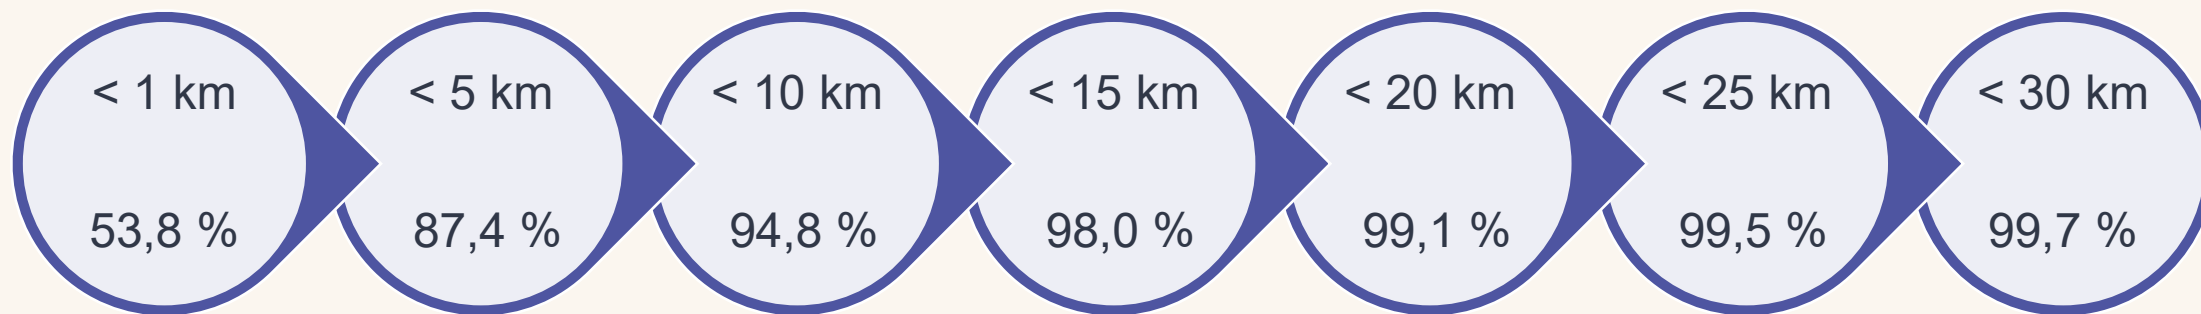 < 1 km
53,8 %
< 5 km
87,4 %
< 10 km
94,8 %
< 15 km
98,0 %
< 20 km
99,1 %
< 25 km
99,5 %
< 30 km
99,7 %